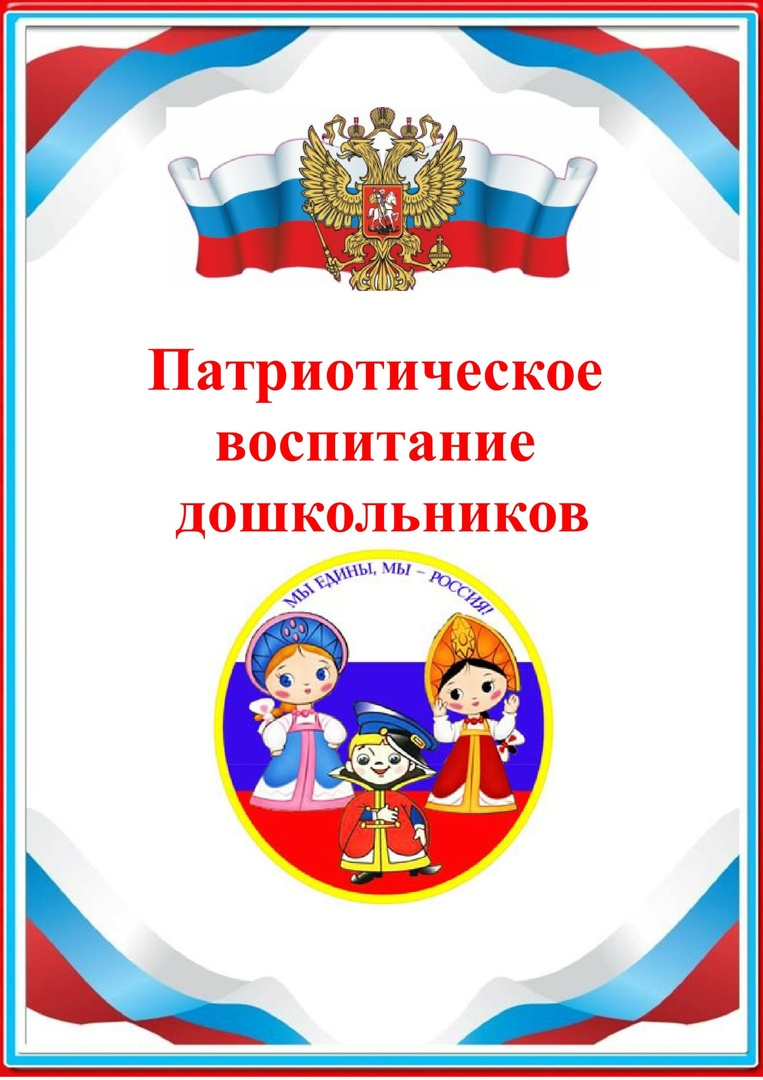 Патриотическое
воспитание
дошкольников
МЫ ЕДИНЫ, МЫ – РОССИЯ!